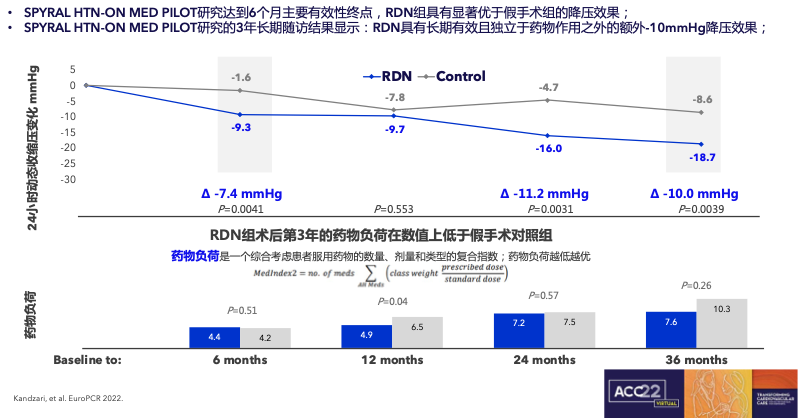 • SPYRAL HTN-ON MED PILOT研究达到6个月主要有效性终点，RDN组具有显著优于假手术组的降压效果；
• SPYRAL HTN-ON MED PILOT研究的3年长期随访结果显示：RDN具有长期有效且独立于药物作用之外的额外-10mmHg降压效果；
24小时动态收缩压变化 mmHg
5
0
-5
-10
-15
-20
-25
-30
RDN
Control
-1.6
-7.8
-4.7
-8.6
-9.3
-9.7
-16.0
-18.7
Δ -7.4 mmHg
Δ -11.2 mmHg
Δ -10.0 mmHg
P=0.0041
P=0.553
P=0.0031
P=0.0039
RDN组术后第3年的药物负荷在数值上低于假手术对照组
药物负荷是一个综合考虑患者服用药物的数量、剂量和类型的复合指数；药物负荷越低越优
MedIndex2 = no. of meds ∑ All Meds (class weight prescribed dose / standard dose)
药物负荷
P=0.51
P=0.04
P=0.57
P=0.26
4.4
4.2
4.9
6.5
7.2
7.5
7.6
10.3
Baseline to:
6 months
12 months
24 months
36 months
Kandzari, et al. EuroPCR 2022.
ACC.22
VIRTUAL
TRANSFORMING
CARDIOVASCULAR
CARE